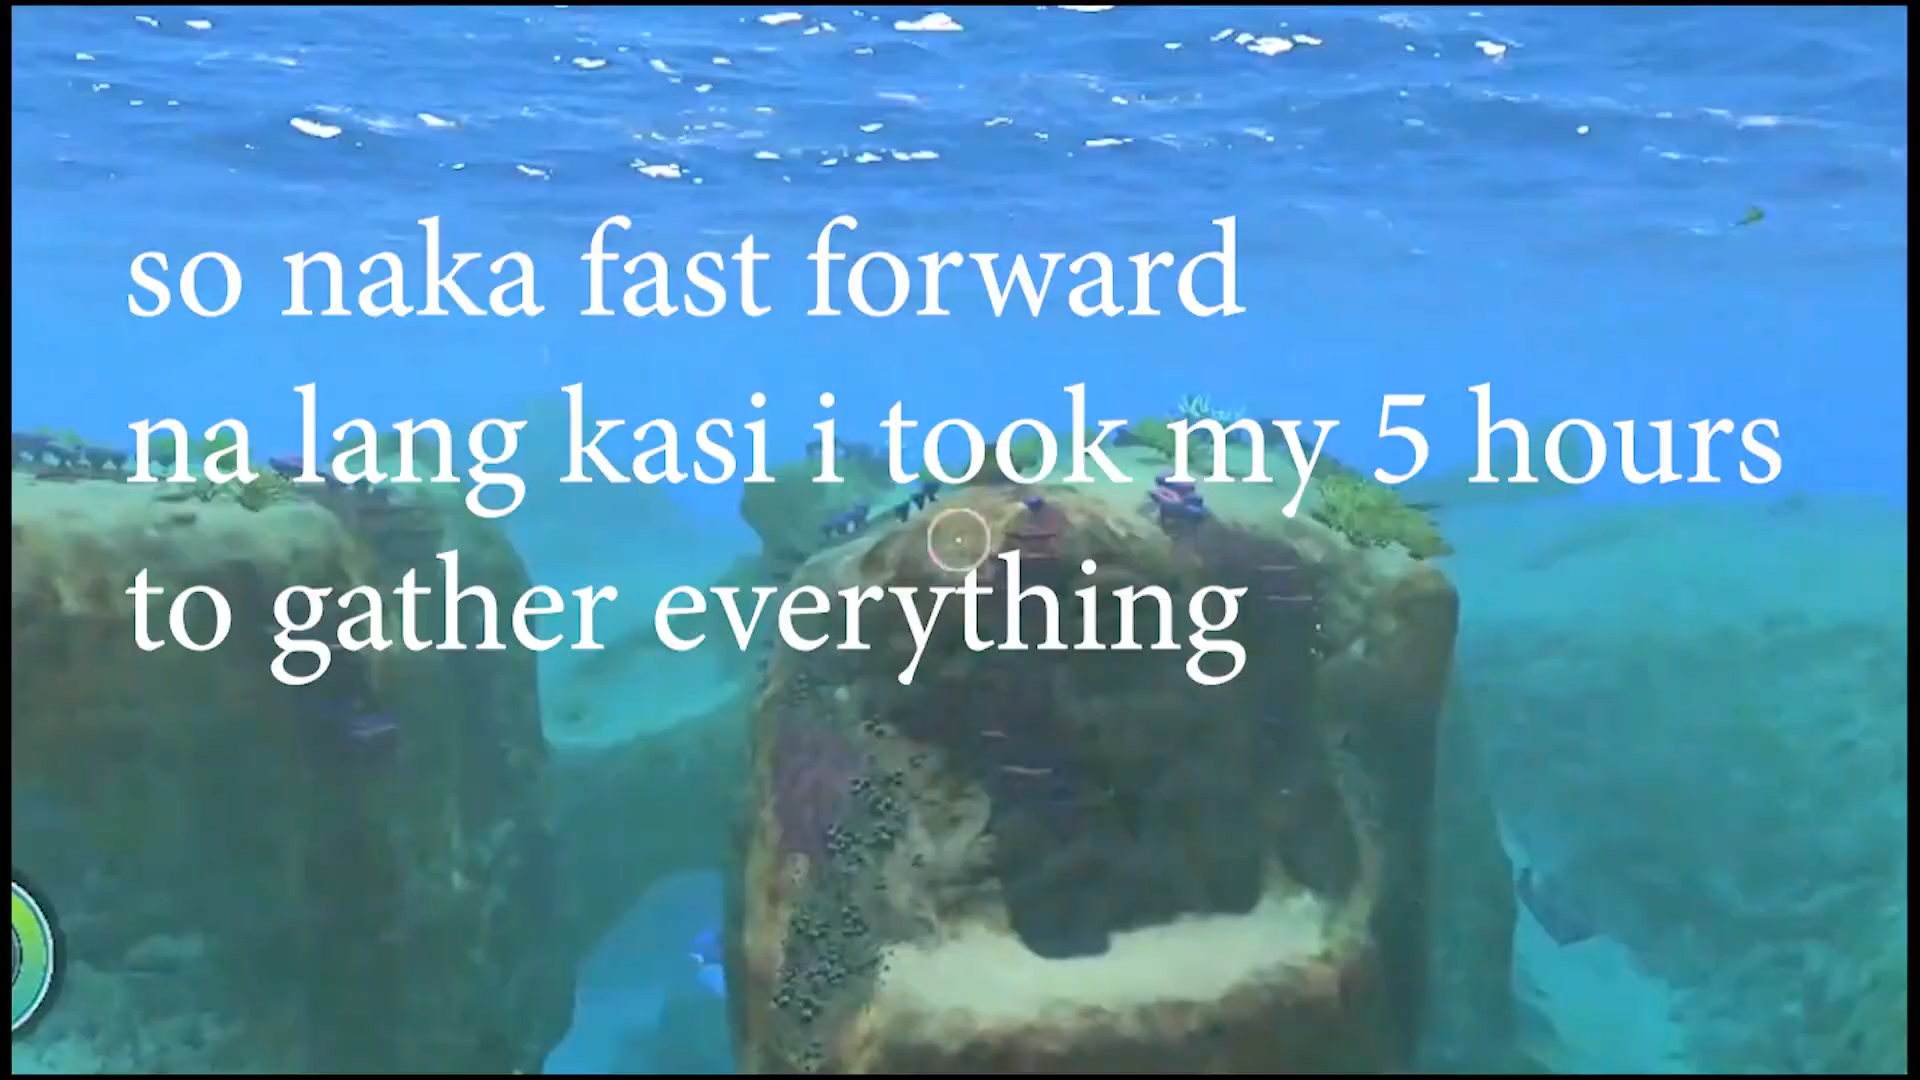 so naka fast forward
na lang kasi i took my 5 hours
to gather everything